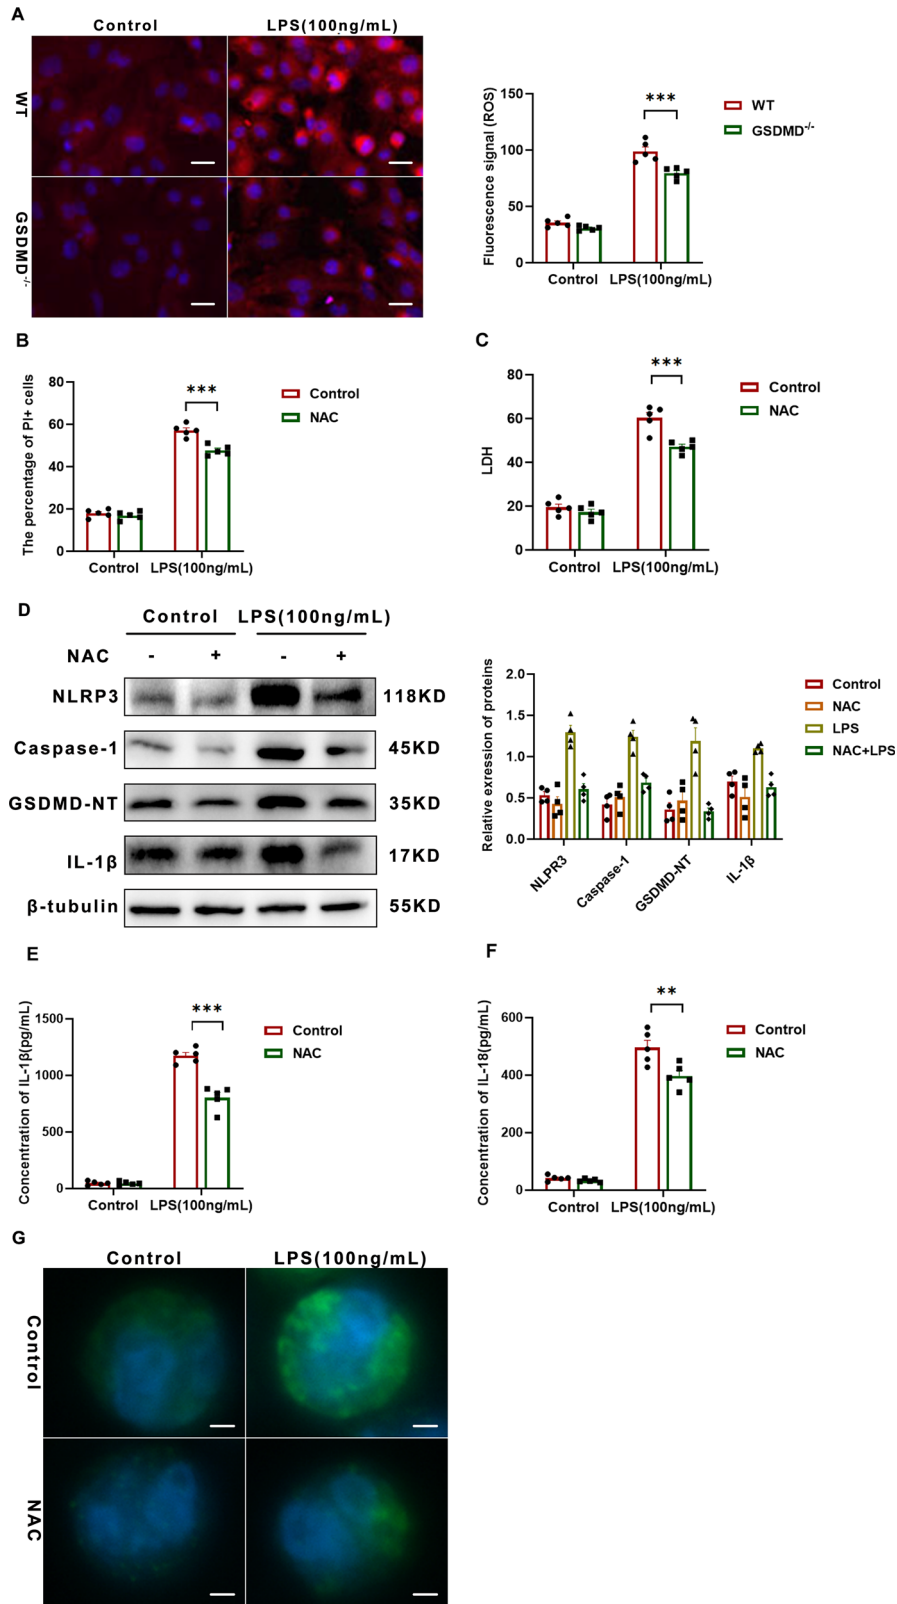 A
Control LPS(100ng/mL)
WT
GSDMD-/-
Fluorescence signal (ROS)
150
100
50
0
***
Control LPS(100ng/mL)
WT
GSDMD-/-
B
The percentage of PI+ cells
80
60
40
20
0
***
Control LPS(100ng/mL)
Control
NAC
C
LDH
80
60
40
20
0
***
Control LPS(100ng/mL)
Control
NAC
D
Control LPS(100ng/mL)
NAC - + - +
NLRP3 118KD
Caspase-1 45KD
GSDMD-NT 35KD
IL-1β 17KD
β-tubulin 55KD
Relative exression of proteins
2.0
1.5
1.0
0.5
0.0
NLPR3 Caspase-1 GSDMD-NT IL-1β
Control
NAC
LPS
NAC+LPS
E
Concentration of IL-1β(pg/mL)
1500
1000
500
0
***
Control LPS(100ng/mL)
Control
NAC
F
Concentration of IL-18(pg/mL)
600
400
200
0
**
Control LPS(100ng/mL)
Control
NAC
G
Control LPS(100ng/mL)
Control
NAC